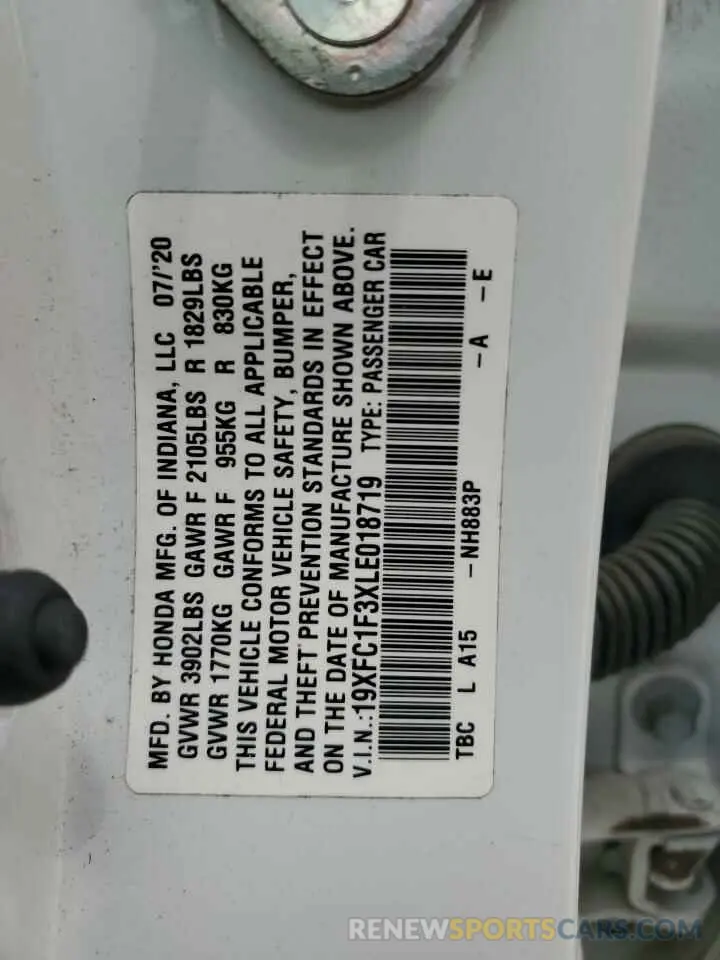 MFD. BY HONDA MFG. OF INDIANA, LLC 07/'20
GVWR 3902LBS GAWR F 2105LBS R 1829LBS
GVWR 1770KG GAWR F 955KG R 830KG
THIS VEHICLE CONFORMS TO ALL APPLICABLE
FEDERAL MOTOR VEHICLE SAFETY, BUMPER,
AND THEFT PREVENTION STANDARDS IN EFFECT
ON THE DATE OF MANUFACTURE SHOWN ABOVE.
V.I.N.:19XFC1F3XLE018719 TYPE: PASSENGER CAR
TBC L A15 -NH883P -A -E
RENEWSPORTSCARS.COM